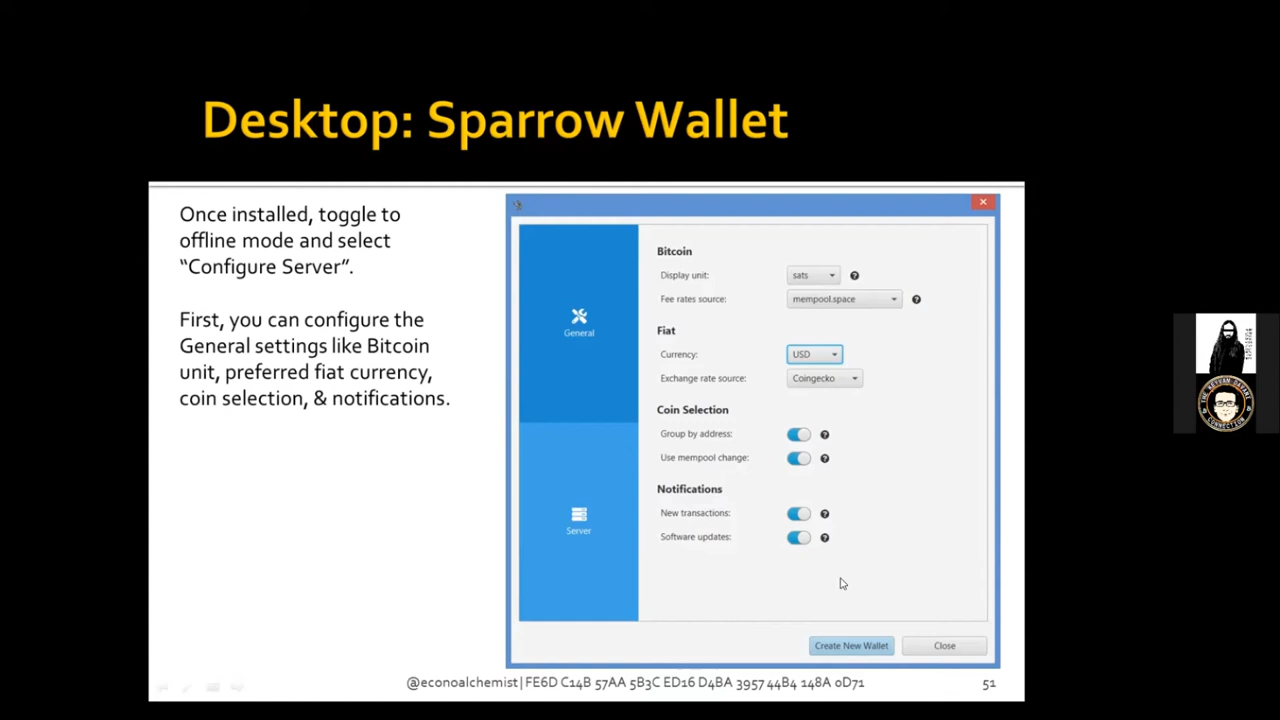 Desktop: Sparrow Wallet
Once installed, toggle to
offline mode and select
“Configure Server”.
First, you can configure the
General settings like Bitcoin
unit, preferred fiat currency,
coin selection, & notifications.
General
Server
Bitcoin
Display unit: sats
Fee rates source: mempool.space
Fiat
Currency: USD
Exchange rate source: Coingecko
Coin Selection
Group by address:
Use mempool change:
Notifications
New transactions:
Software updates:
Create New Wallet Close
@econoalchemist| FE6D C14B 57AA 5B3C ED16 D4BA 3957 44B4 148A 0D71 51
THE KEYVAN DAVANI
CONNECTION